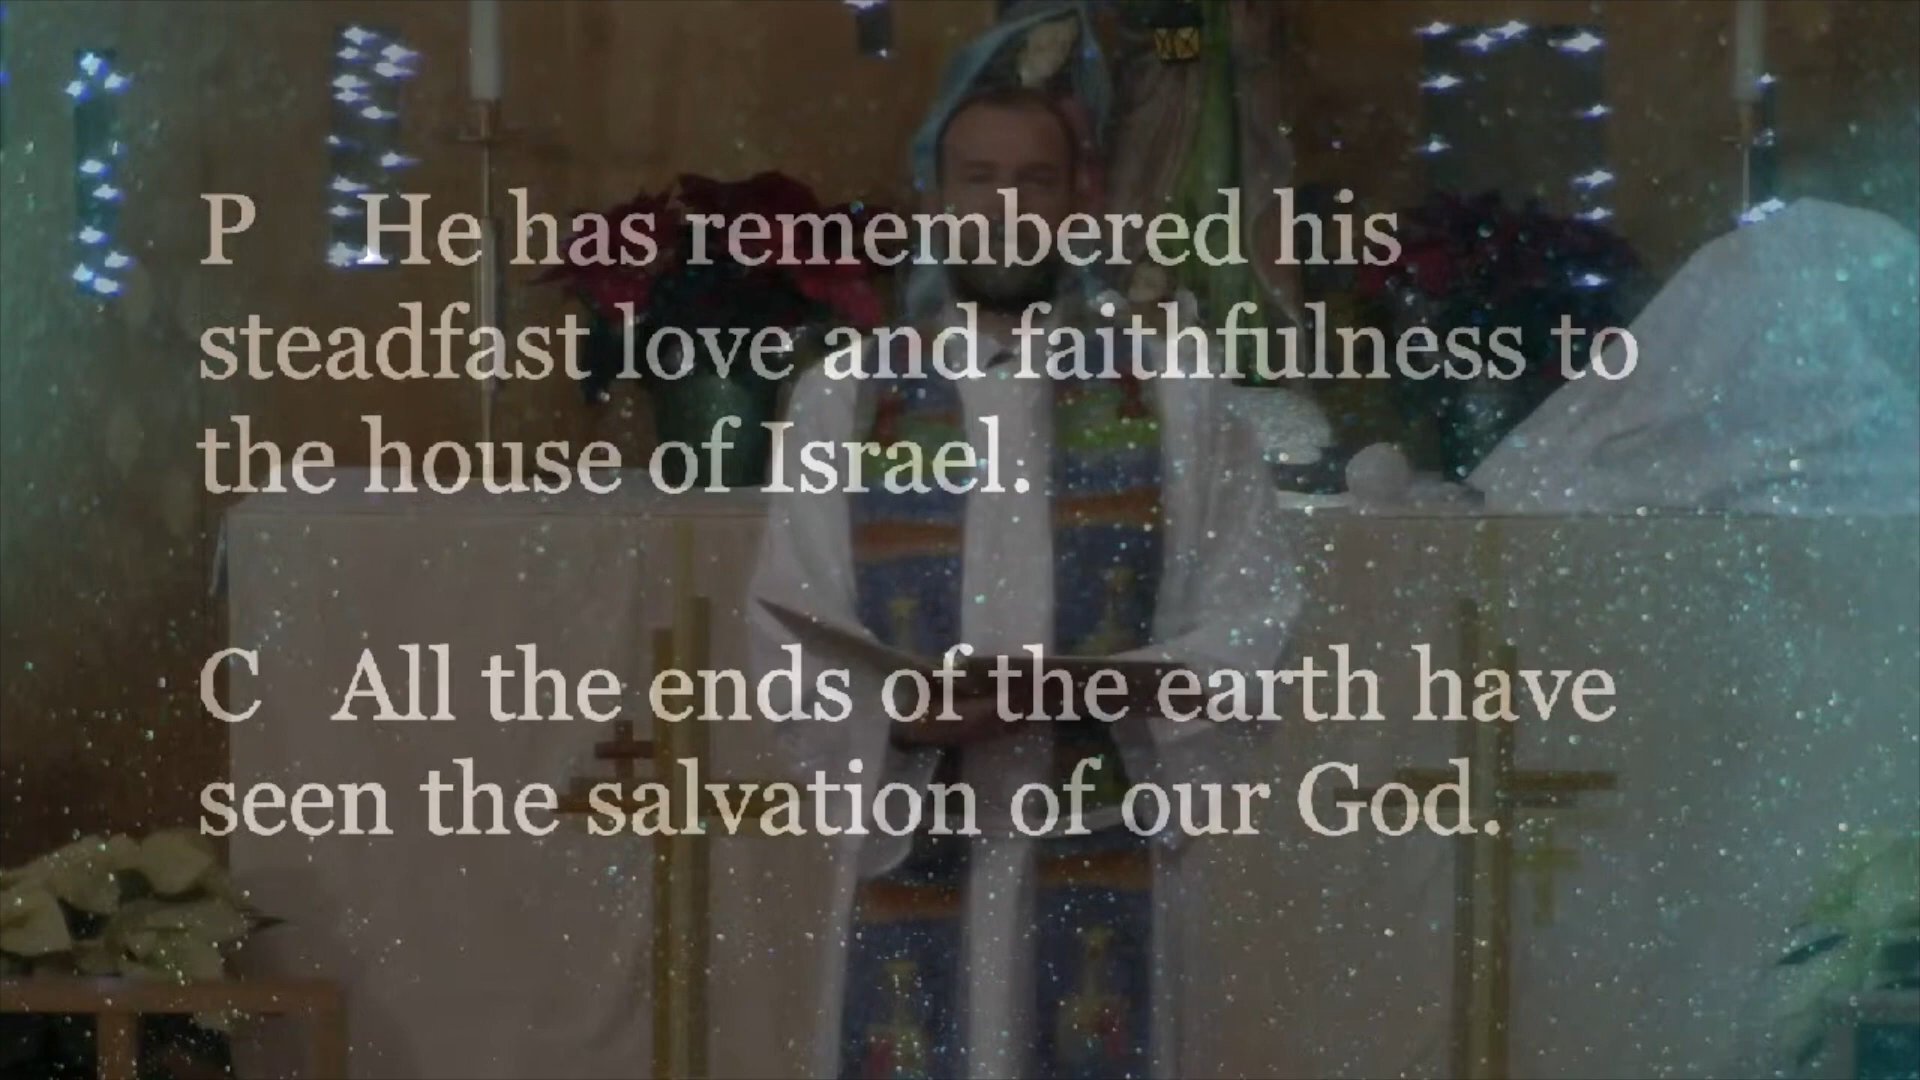 P He has remembered his
steadfast love and faithfulness to
the house of Israel.
C All the ends of the earth have
seen the salvation of our God.